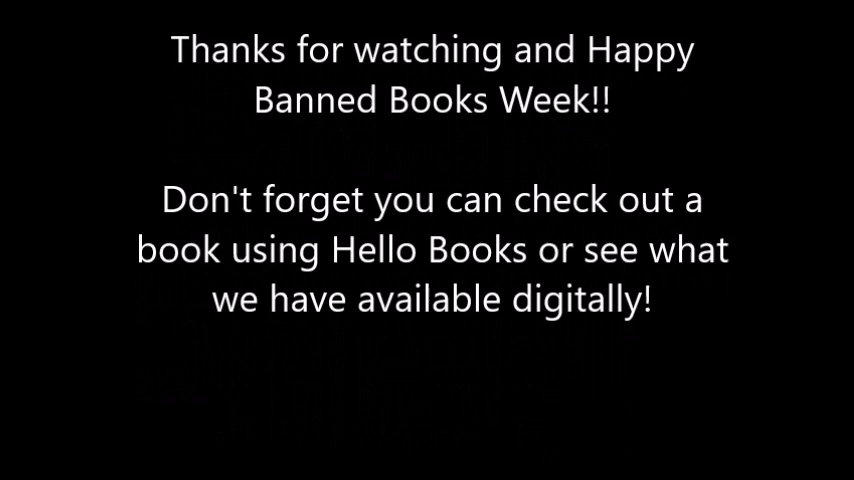 Thanks for watching and Happy
Banned Books Week!!
Don't forget you can check out a
book using Hello Books or see what
we have available digitally!